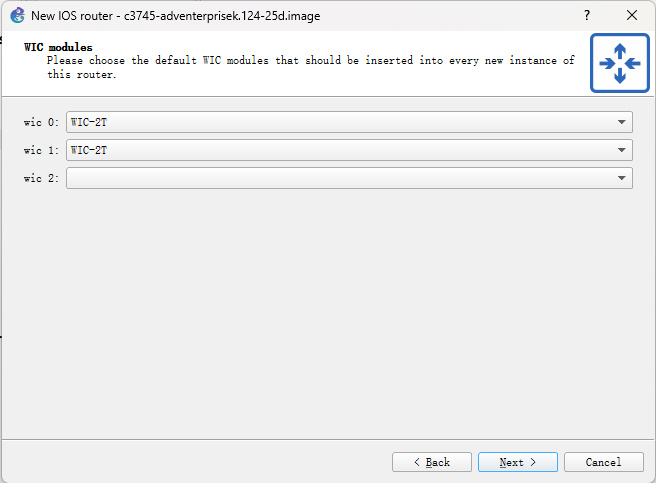 New IOS router - c3745-adventerprisek.124-25d.image
WIC modules
Please choose the default WIC modules that should be inserted into every new instance of
this router.
wic 0: WIC-2T
wic 1: WIC-2T
wic 2:
< Back Next > Cancel